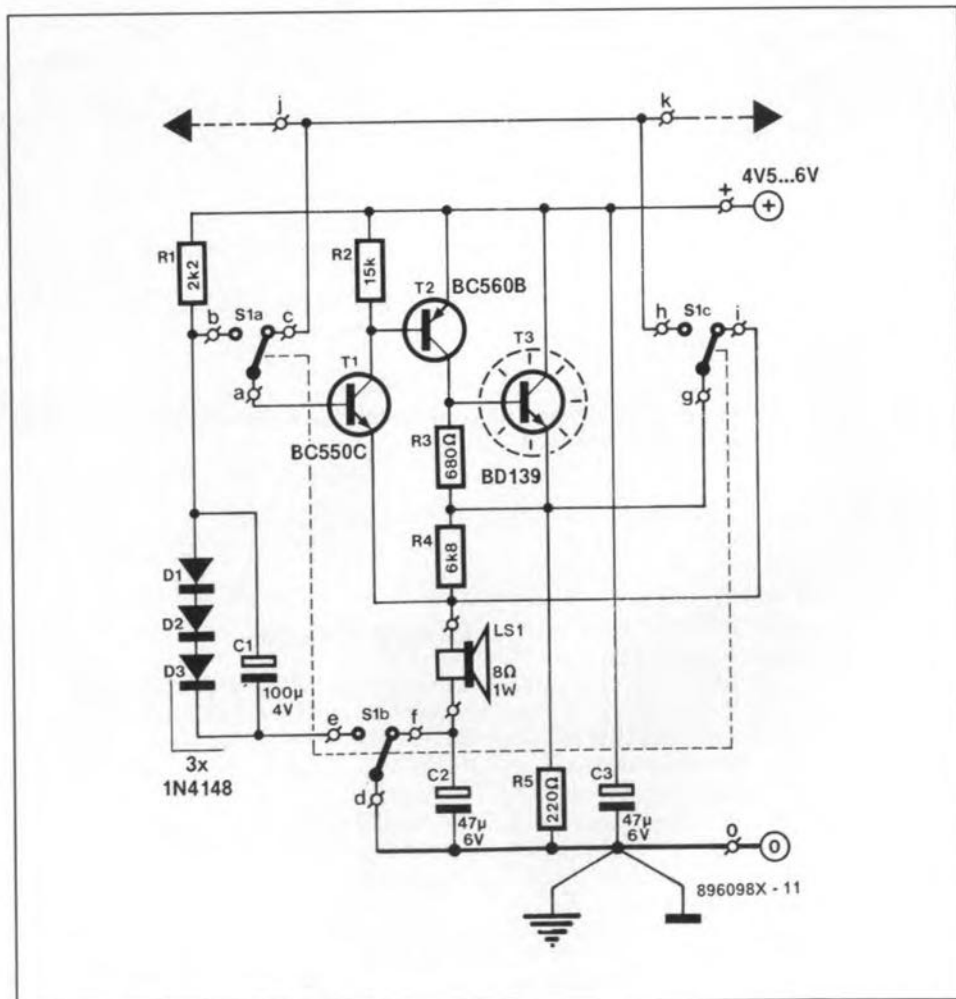 j
k
4V5...6V
+
+
R1
2k2
R2
15k
T2
BC560B
b
S1a
c
h
S1c
i
T1
T3
a
g
BC550C
R3
680Ω
BD139
R4
6k8
D1
D2
D3
C1
100µ
4V
LS1
8Ω
1W
e
S1b
f
3x
1N4148
d
C2
47µ
6V
R5
220Ω
C3
47µ
6V
0
0
896098X - 11